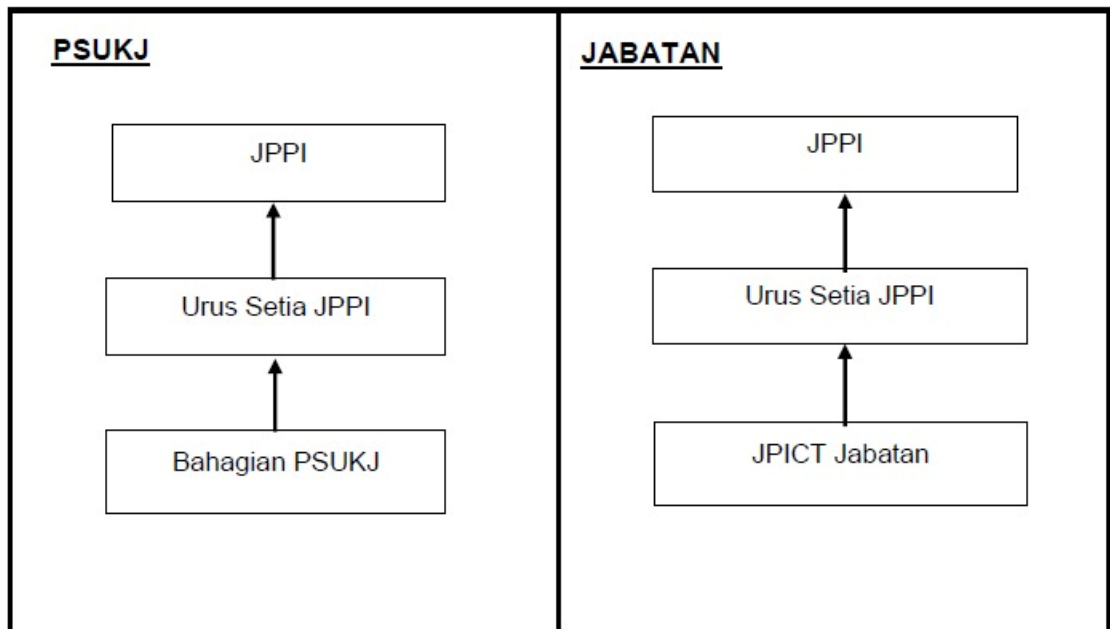 PSUKJ
JPPI
Urus Setia JPPI
Bahagian PSUKJ
JABATAN
JPPI
Urus Setia JPPI
JPICT Jabatan